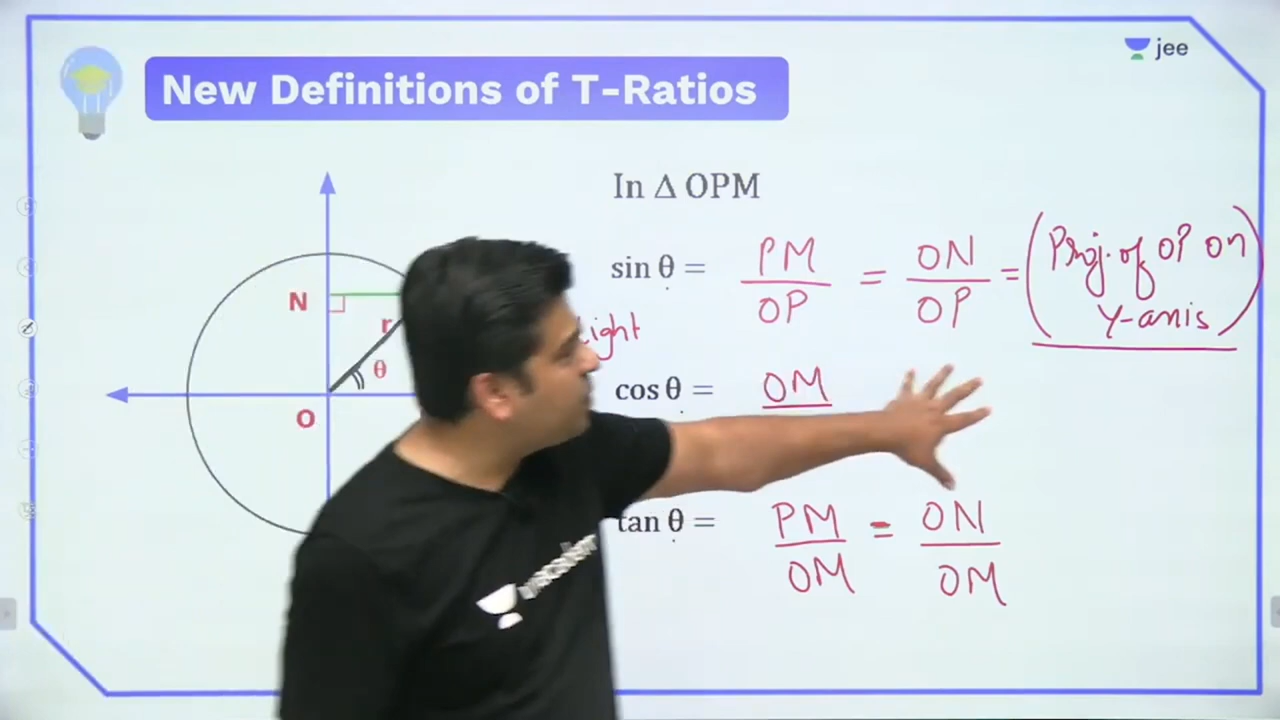 jee
New Definitions of T-Ratios
In Δ OPM
sin θ = PM / OP = ON / OP = (Proj. of OP on Y-axis)
N
r
θ
O
cos θ = OM
tan θ = PM / OM = ON / OM
unacademy